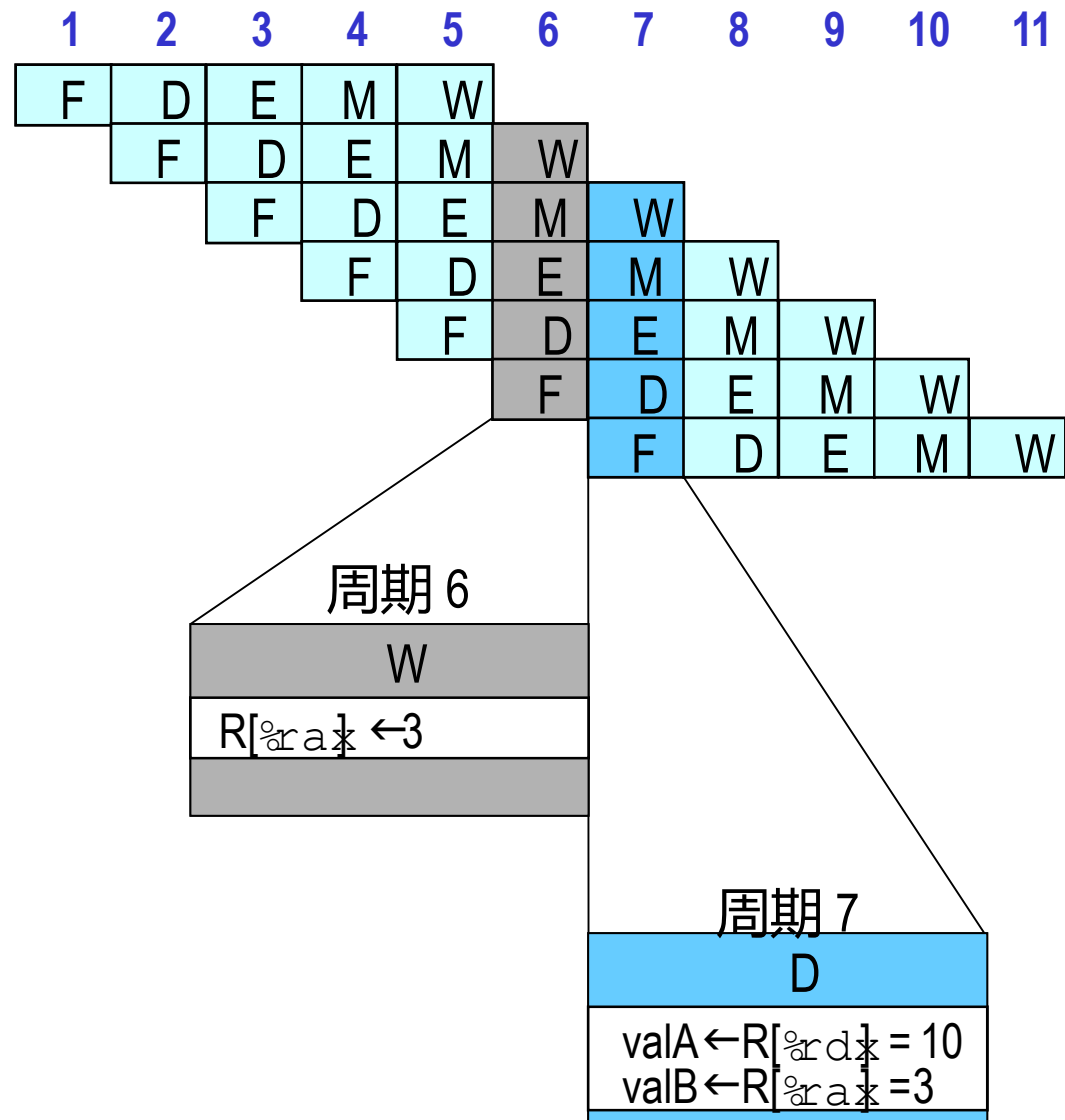 1 2 3 4 5 6 7 8 9 10 11
F D E M W
F D E M W
F D E M W
F D E M W
F D E M W
F D E M W
F D E M W
周期 6
W
R[%rax] ←3
周期 7
D
valA←R[%rdx] = 10
valB←R[%rax] =3